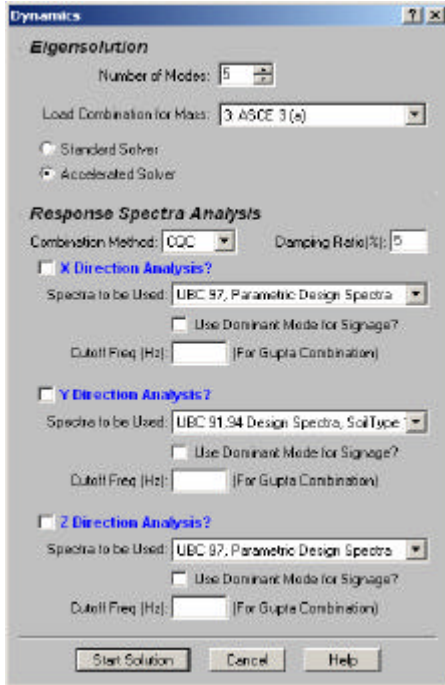 Dynamics
Eigensolution
Number of Modes: 5
Load Combination for Mass: 3: ASCE 3 (a)
Standard Solver
Accelerated Solver
Response Spectra Analysis
Combination Method: CQC Damping Ratio(%): 5
X Direction Analysis?
Spectra to be Used: UBC 97, Parametric Design Spectra
Use Dominant Mode for Signage?
Cutoff Freq (Hz): (For Gupta Combination)
Y Direction Analysis?
Spectra to be Used: UBC 91,94 Design Spectra, SoilType
Use Dominant Mode for Signage?
Cutoff Freq (Hz): (For Gupta Combination)
Z Direction Analysis?
Spectra to be Used: UBC 97, Parametric Design Spectra
Use Dominant Mode for Signage?
Cutoff Freq (Hz): (For Gupta Combination)
Start Solution Cancel Help